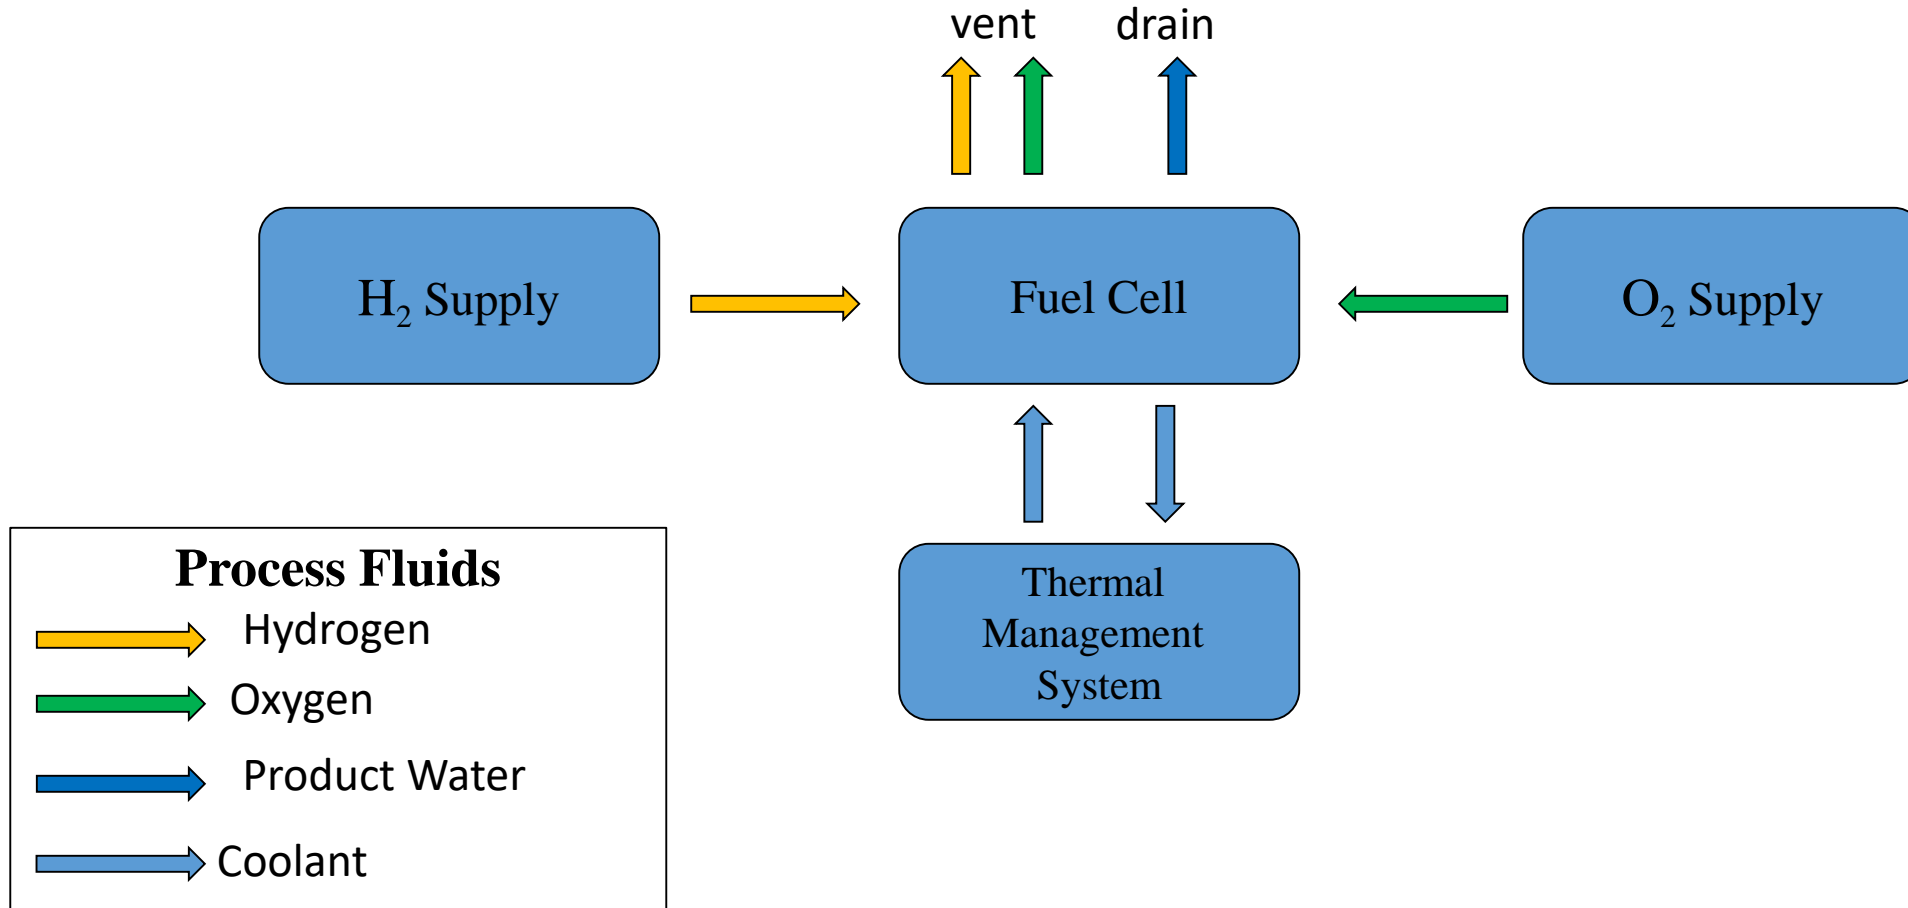 vent
drain
H₂ Supply
Fuel Cell
O₂ Supply
Thermal
Management
System
Process Fluids
Hydrogen
Oxygen
Product Water
Coolant